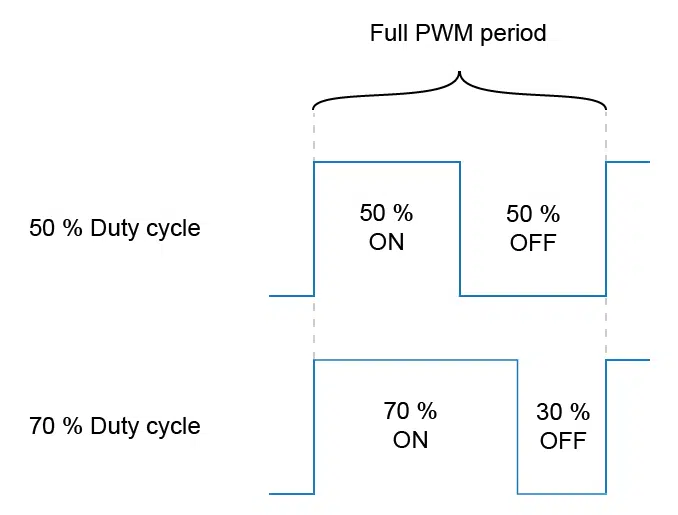 Full PWM period
50 % Duty cycle
50 %
ON
50 %
OFF
70 % Duty cycle
70 %
ON
30 %
OFF